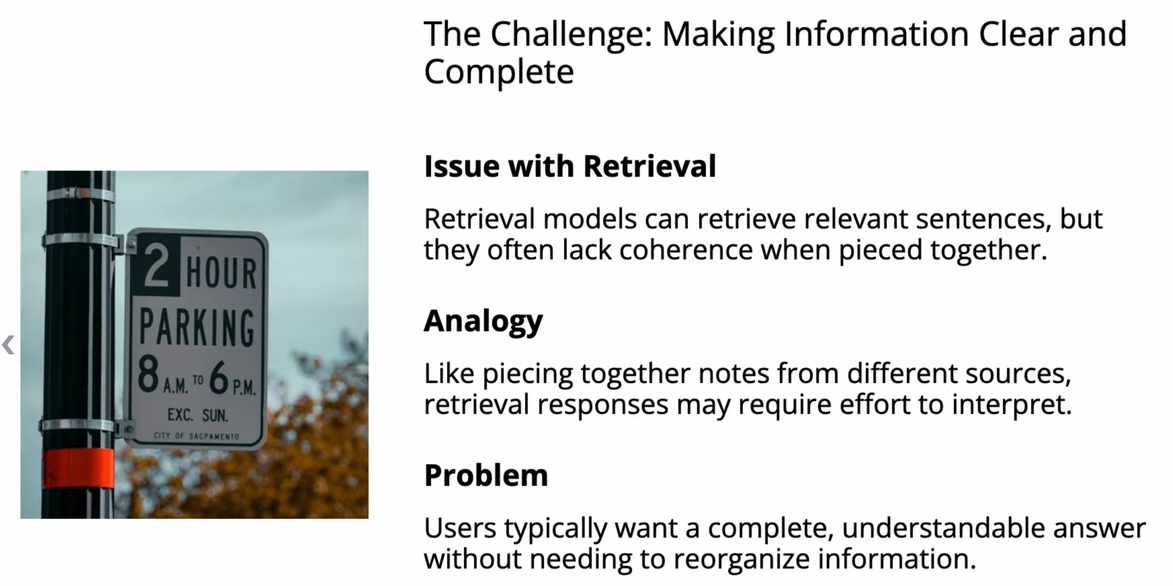 The Challenge: Making Information Clear and
Complete
Issue with Retrieval
Retrieval models can retrieve relevant sentences, but
they often lack coherence when pieced together.
Analogy
Like piecing together notes from different sources,
retrieval responses may require effort to interpret.
Problem
Users typically want a complete, understandable answer
without needing to reorganize information.
2 HOUR
PARKING
8 A.M. TO 6 P.M.
EXC. SUN.
CITY OF SACRAMENTO